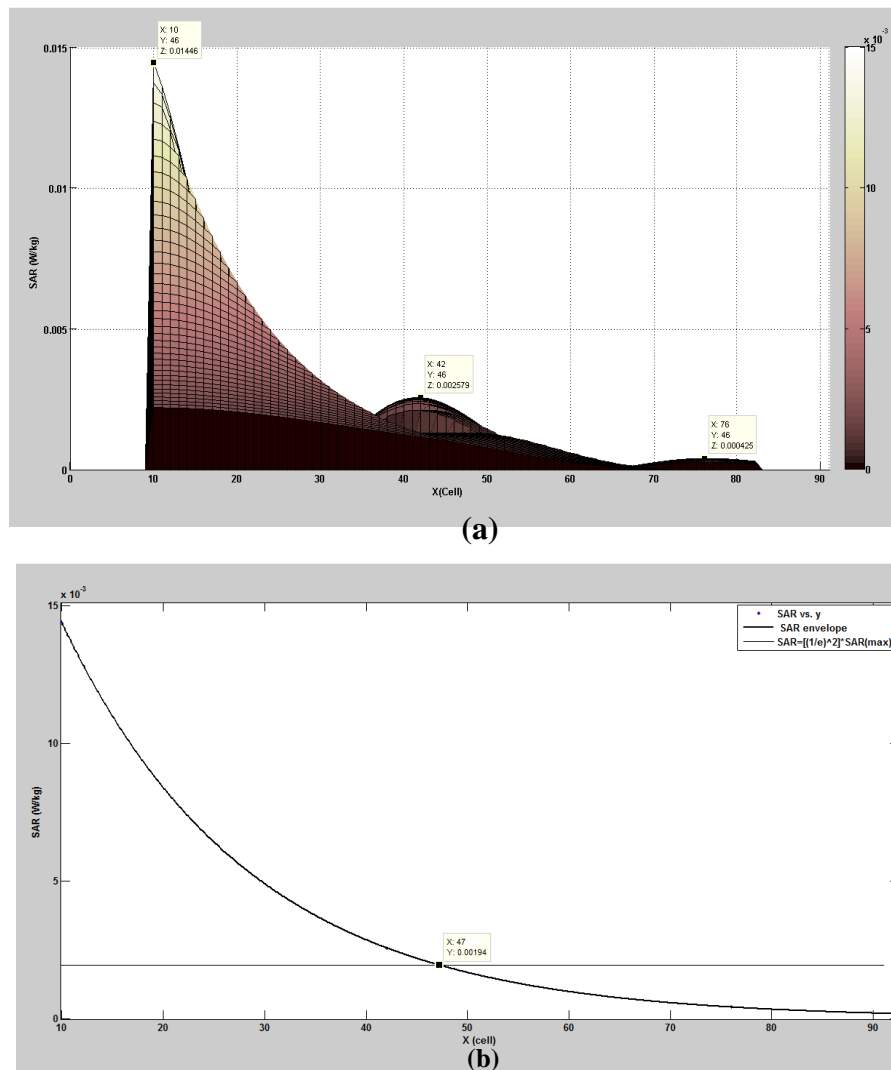 x 10
-3
15
10
5
0
0.015
0.01
0.005
0
SAR (W/kg)
X: 10
Y: 46
Z: 0.01446
X: 42
Y: 46
Z: 0.002579
X: 76
Y: 46
Z: 0.000425
0 10 20 30 40 50 60 70 80 90
X(Cell)
(a)
x 10
-3
15
10
5
0
SAR (W/kg)
SAR vs. y
SAR envelope
SAR=[(1/e)^2]*SAR(max)
X: 47
Y: 0.00194
10 20 30 40 50 60 70 80 90
X (cell)
(b)